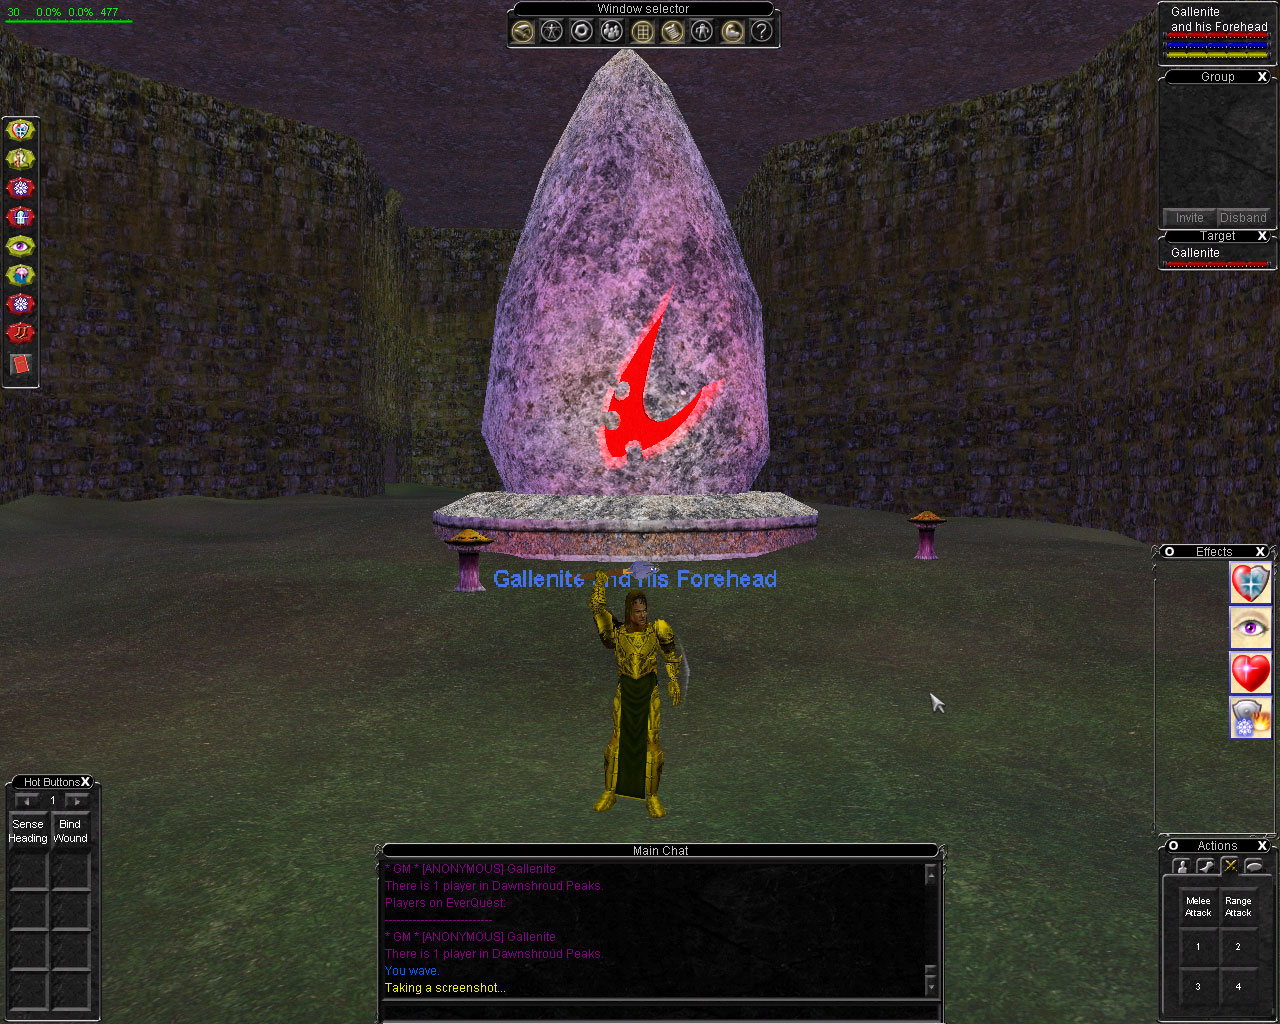 30 0.0% 0.0% 477
Window selector
?
Gallenite
and his Forehead
Group X
Invite Disband
Target X
Gallenite
Gallenite and his Forehead
O Effects X
Hot Buttons X
1
Sense Heading
Bind Wound
Main Chat
* GM * [ANONYMOUS] Gallenite
There is 1 player in Dawnshroud Peaks.
Players on EverQuest:
---------------------------
* GM * [ANONYMOUS] Gallenite
There is 1 player in Dawnshroud Peaks.
You wave.
Taking a screenshot...
O Actions X
Melee Attack
Range Attack
1 2
3 4